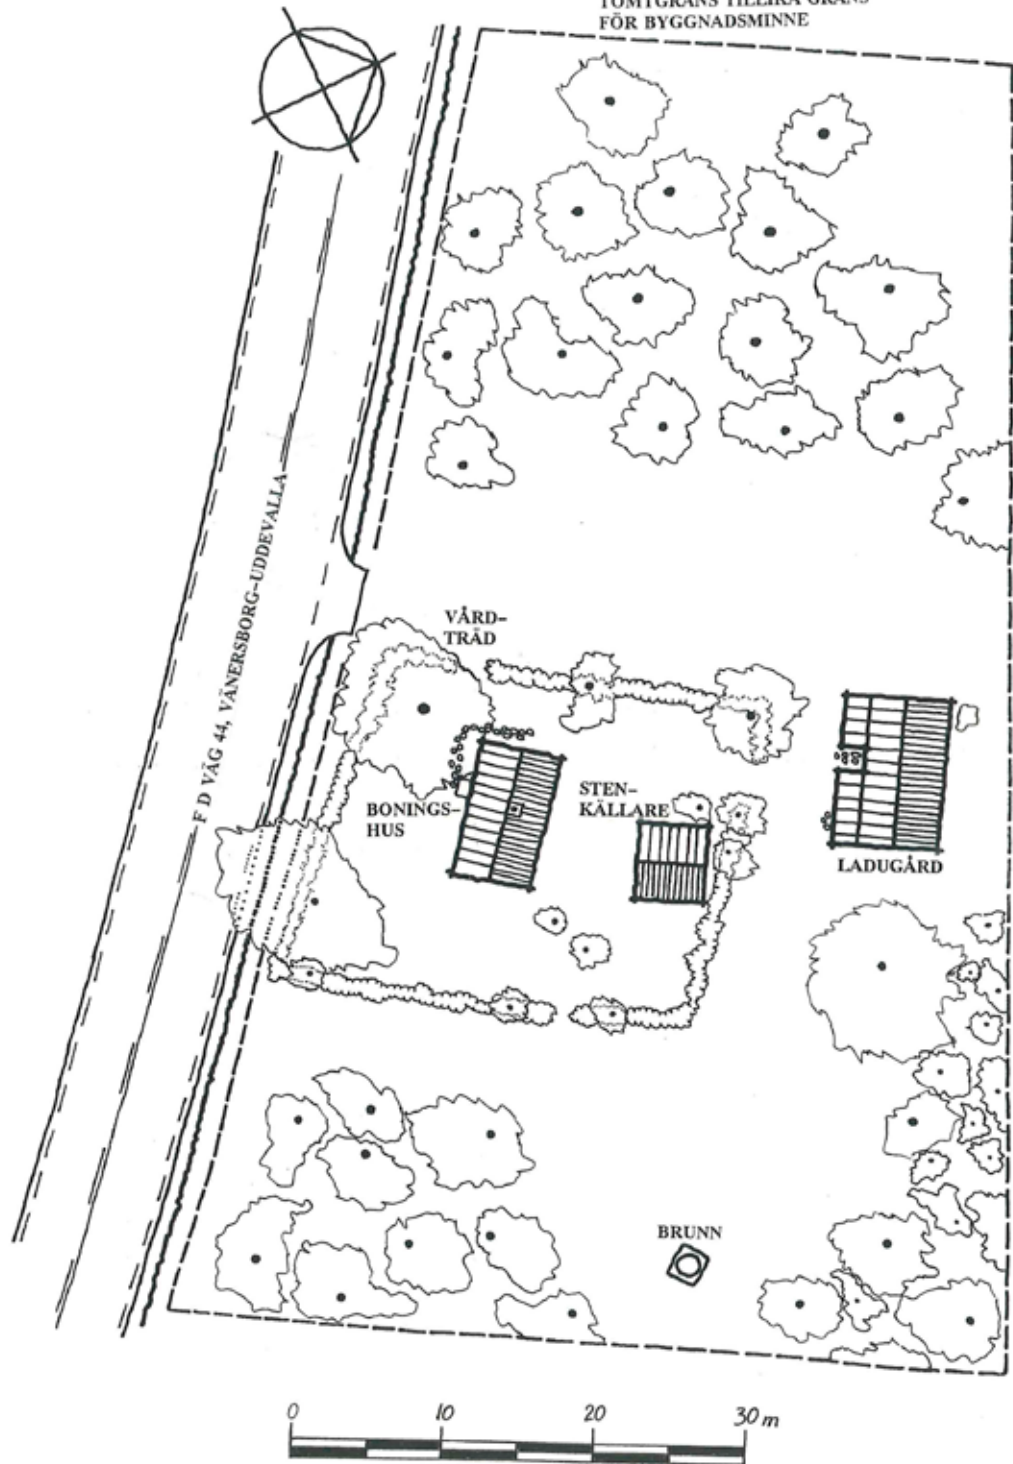 TOMTGRÄNS TILLIKA GRÄNS
FÖR BYGGNADSMINNE
F D VÄG 44, VÄNERSBORG-UDDEVALLA
VÅRD-
TRÄD
BONINGS-
HUS
STEN-
KÄLLARE
LADUGÅRD
BRUNN
0 10 20 30 m